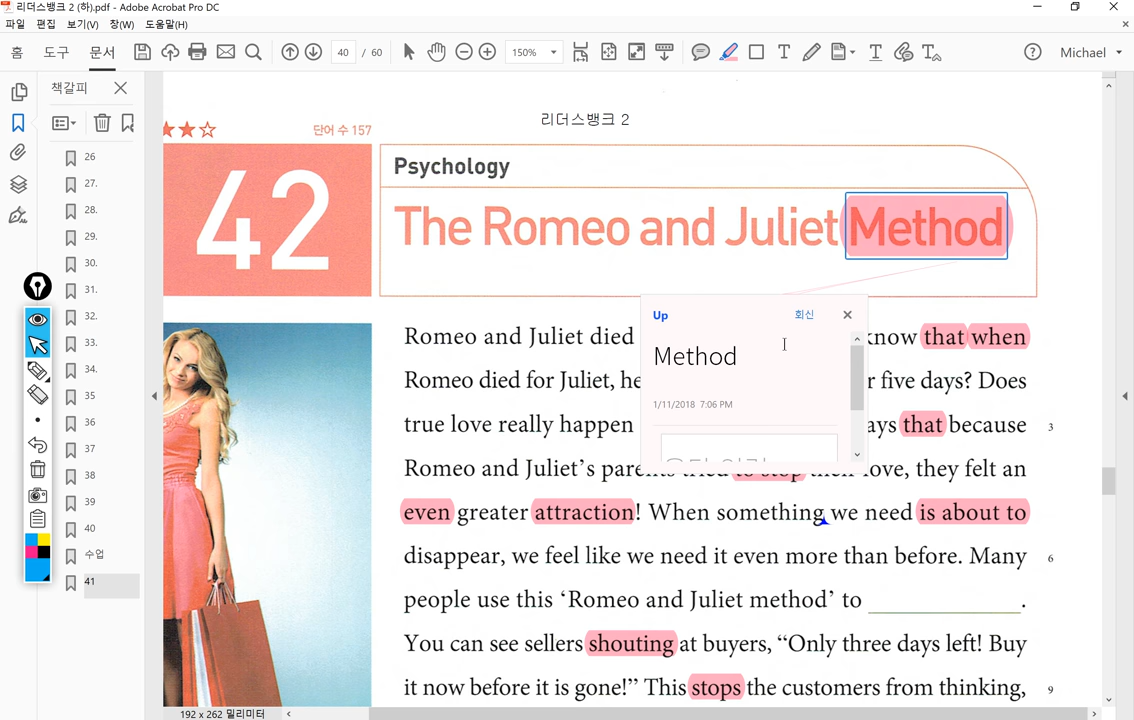 리더스뱅크 2 (하).pdf - Adobe Acrobat Pro DC
파일 편집 보기(V) 창(W) 도움말(H)
홈 도구 문서 40 / 60 150% Michael
책갈피
26
27.
28.
29.
30.
31.
32.
33.
34.
35
36
37
38
39
40
수업
41
리더스뱅크 2
단어 수 157
42
Psychology
The Romeo and Juliet Method
Up 회신
Method
1/11/2018 7:06 PM
Romeo and Juliet died know that when
Romeo died for Juliet, he r five days? Does
true love really happen ays that because 3
Romeo and Juliet's parents tried to stop their love, they felt an
even greater attraction! When something we need is about to
disappear, we feel like we need it even more than before. Many 6
people use this ‘Romeo and Juliet method’ to ____________.
You can see sellers shouting at buyers, “Only three days left! Buy
it now before it is gone!” This stops the customers from thinking, 9
192 x 262 밀리미터